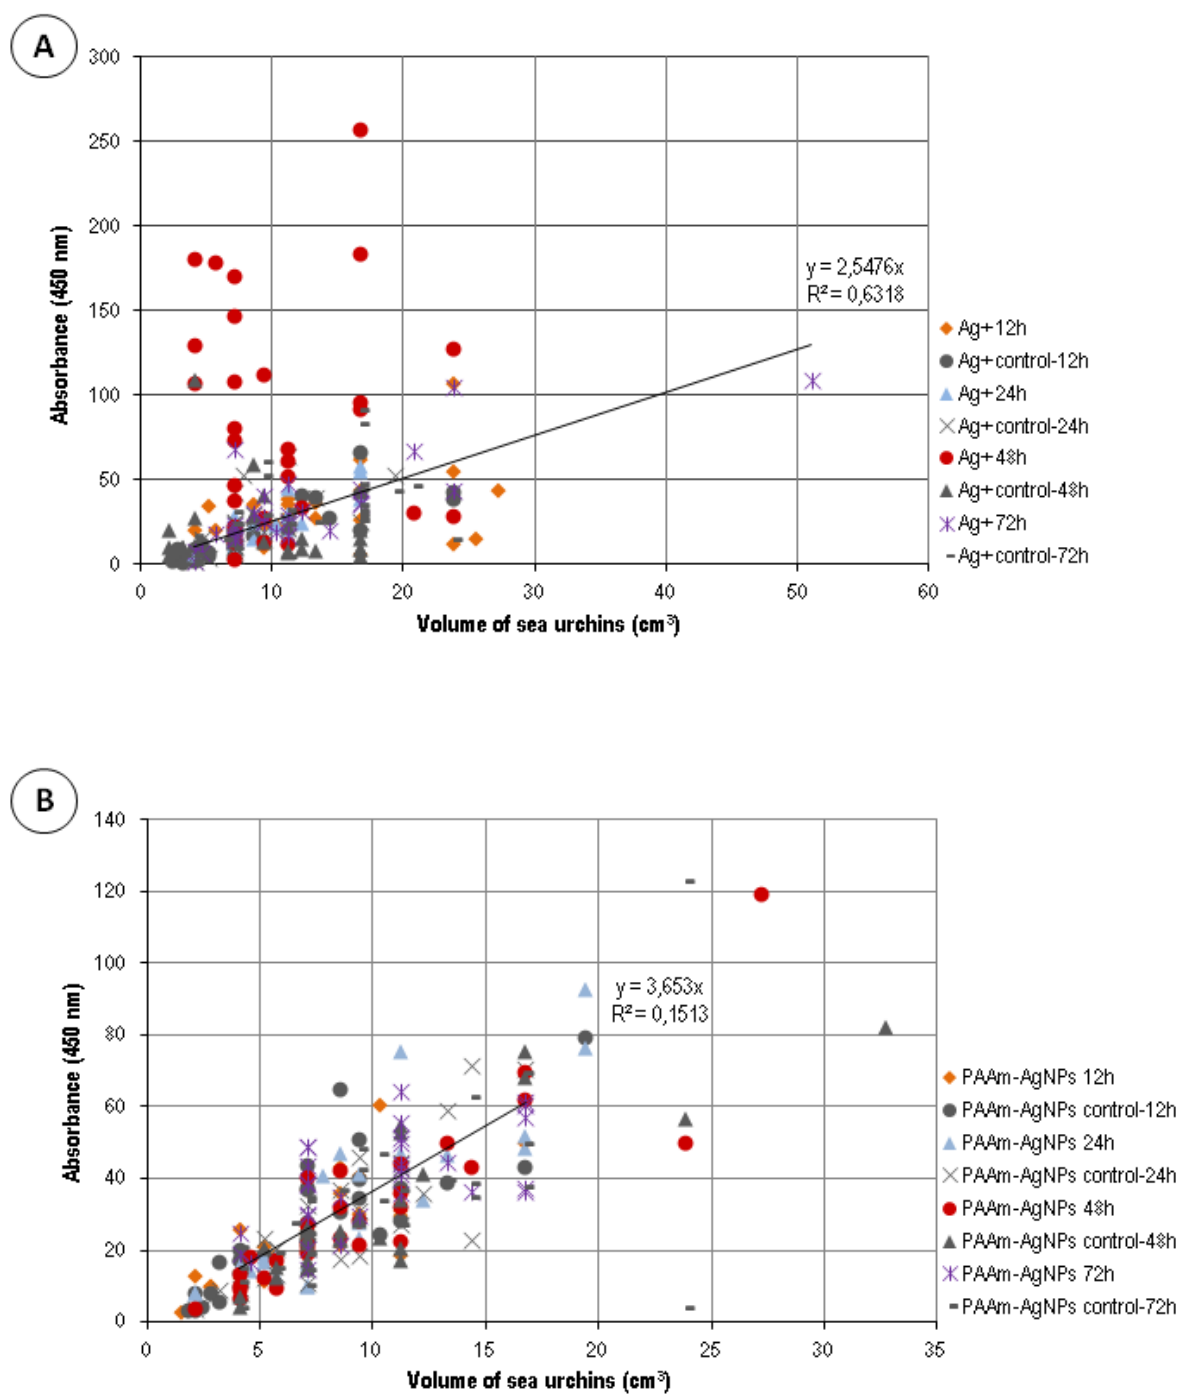 A
300
250
200
150
100
50
0
Absorbance (450 nm)
y = 2,5476x
R² = 0,6318
0 10 20 30 40 50 60
Volume of sea urchins (cm³)
Ag+ 12h
Ag+ control-12h
Ag+ 24h
Ag+ control-24h
Ag+ 48h
Ag+ control-48h
Ag+ 72h
Ag+ control-72h
B
140
120
100
80
60
40
20
0
Absorbance (450 nm)
y = 3,653x
R² = 0,1513
0 5 10 15 20 25 30 35
Volume of sea urchins (cm³)
PAAm-AgNPs 12h
PAAm-AgNPs control-12h
PAAm-AgNPs 24h
PAAm-AgNPs control-24h
PAAm-AgNPs 48h
PAAm-AgNPs control-48h
PAAm-AgNPs 72h
PAAm-AgNPs control-72h